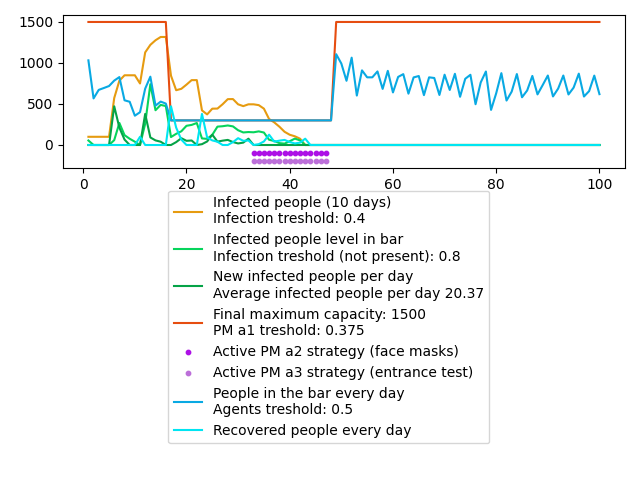 1500
1000
500
0
0 20 40 60 80 100
Infected people (10 days)
Infection treshold: 0.4
Infected people level in bar
Infection treshold (not present): 0.8
New infected people per day
Average infected people per day 20.37
Final maximum capacity: 1500
PM a1 treshold: 0.375
Active PM a2 strategy (face masks)
Active PM a3 strategy (entrance test)
People in the bar every day
Agents treshold: 0.5
Recovered people every day